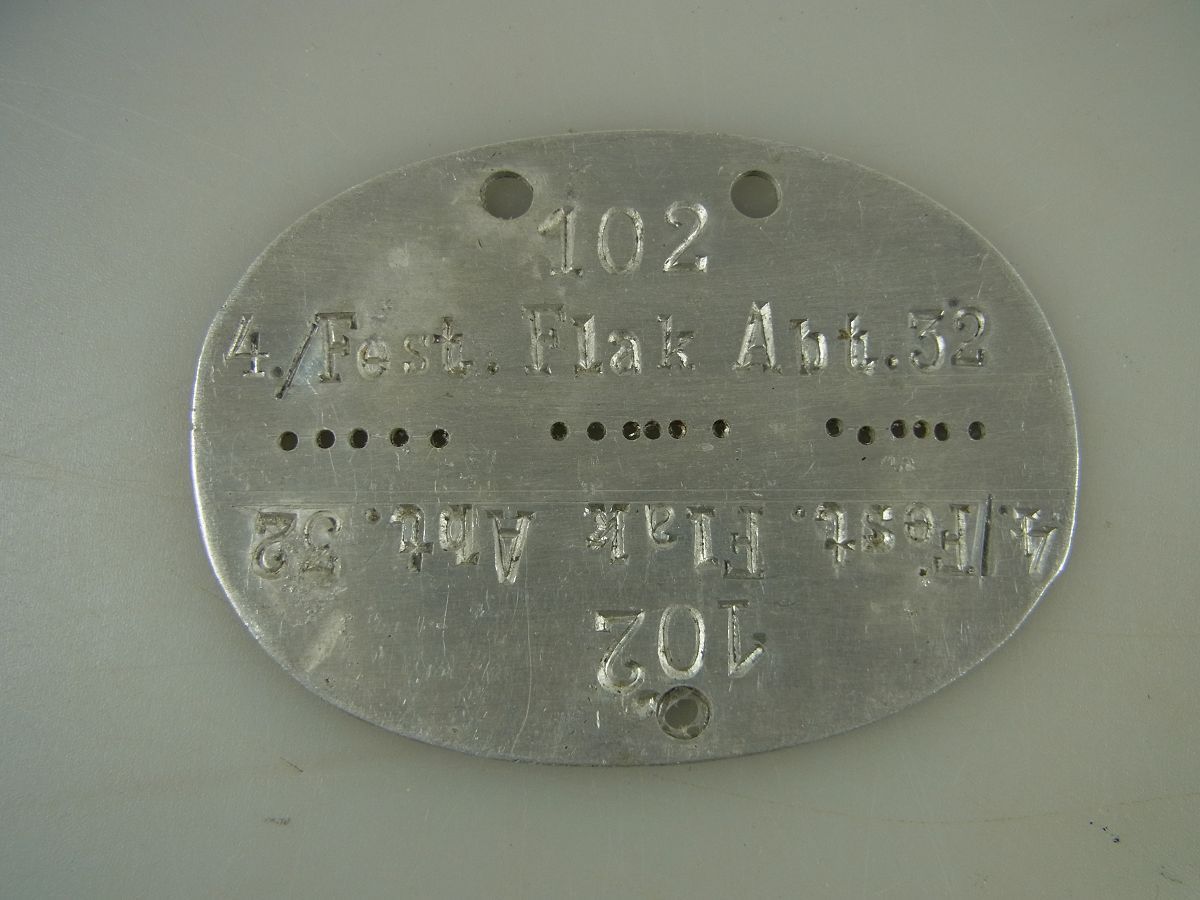 102
4./Fest. Flak Abt.32
4./Fest. Flak Abt. 32
102